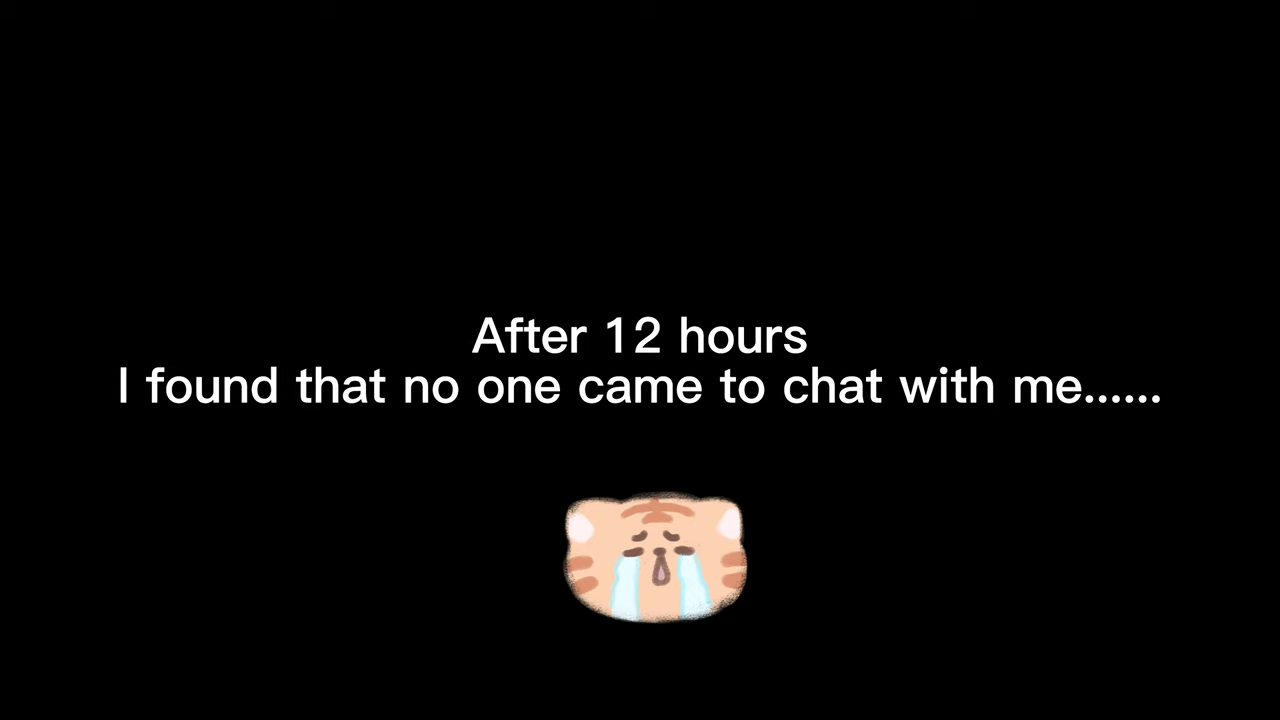 After 12 hours
I found that no one came to chat with me......